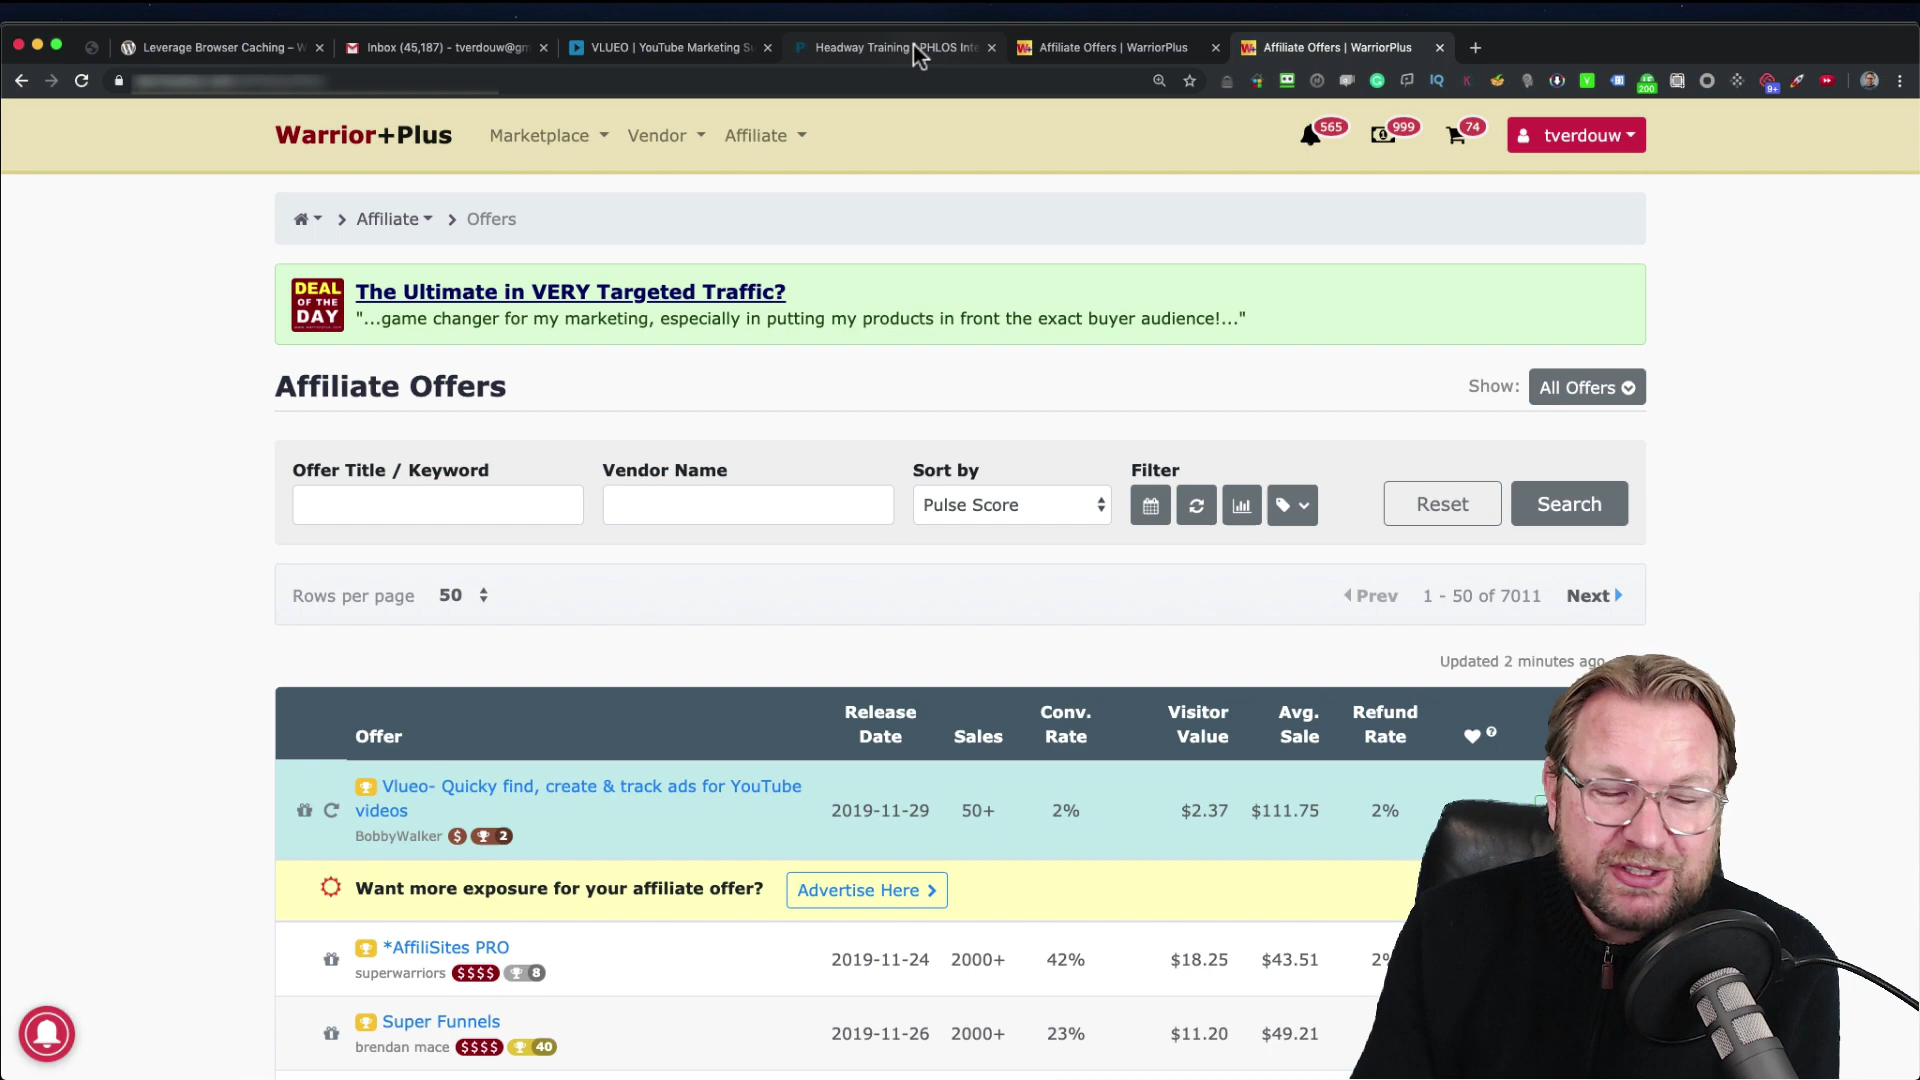 Leverage Browser Caching – W
Inbox (45,187) - tverdouw@gm
VLUEO | YouTube Marketing Su
Headway Training PHLOS Inte
Affiliate Offers | WarriorPlus
Affiliate Offers | WarriorPlus
IQ
200
9+
Warrior+Plus
Marketplace
Vendor
Affiliate
565
999
74
tverdouw
Affiliate
Offers
DEAL
OF THE
DAY
The Ultimate in VERY Targeted Traffic?
"...game changer for my marketing, especially in putting my products in front the exact buyer audience!..."
Affiliate Offers
Show:
All Offers
Offer Title / Keyword
Vendor Name
Sort by
Filter
Pulse Score
Reset
Search
Rows per page 50
Prev 1 - 50 of 7011 Next
Updated 2 minutes ago
Offer
Release Date
Sales
Conv. Rate
Visitor Value
Avg. Sale
Refund Rate
Vlueo- Quicky find, create & track ads for YouTube
videos
BobbyWalker $ 2
2019-11-29 50+ 2% $2.37 $111.75 2%
Want more exposure for your affiliate offer?
Advertise Here
*AffiliSites PRO
superwarriors $$$$ 8
2019-11-24 2000+ 42% $18.25 $43.51 2%
Super Funnels
brendan mace $$$$ 40
2019-11-26 2000+ 23% $11.20 $49.21